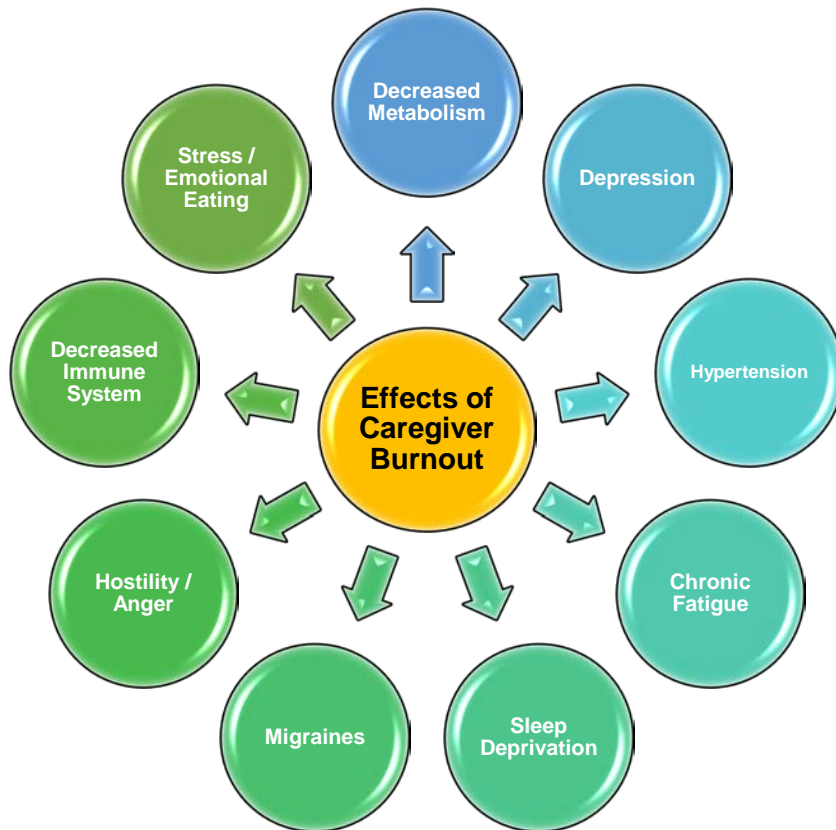 Effects of
Caregiver
Burnout
Decreased
Metabolism
Depression
Hypertension
Chronic
Fatigue
Sleep
Deprivation
Migraines
Hostility /
Anger
Decreased
Immune
System
Stress /
Emotional
Eating